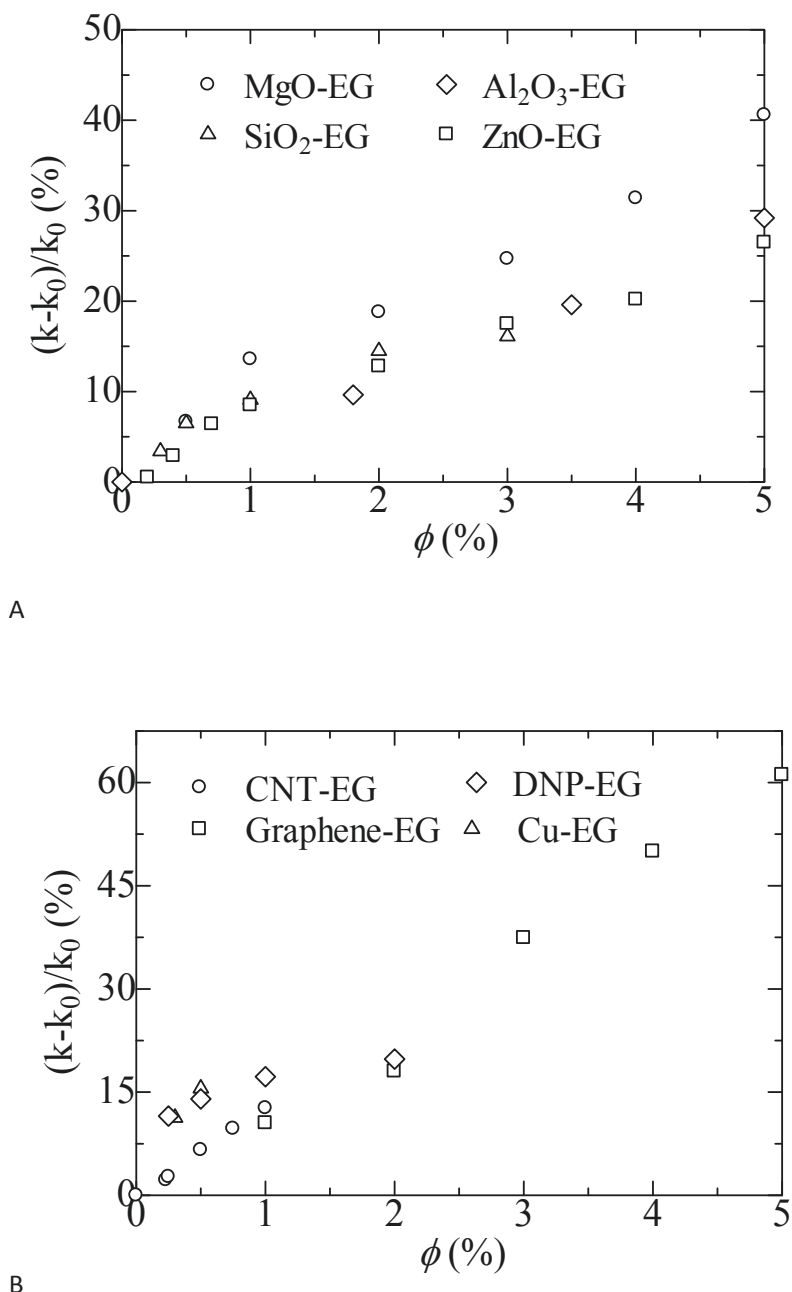 50
40
30
20
10
0
(k-k₀)/k₀ (%)
MgO-EG Al₂O₃-EG
SiO₂-EG ZnO-EG
0 1 2 3 4 5
ϕ (%)
A
60
45
30
15
0
(k-k₀)/k₀ (%)
CNT-EG DNP-EG
Graphene-EG Cu-EG
0 1 2 3 4 5
ϕ (%)
B